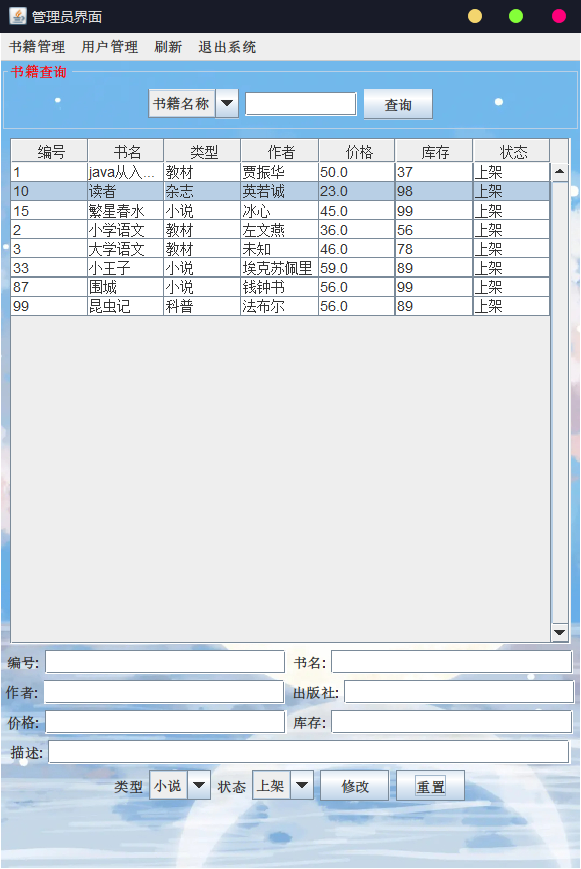 管理员界面
书籍管理 用户管理 刷新 退出系统
书籍查询
书籍名称 查询
编号 书名 类型 作者 价格 库存 状态
1 java从入... 教材 贾振华 50.0 37 上架
10 读者 杂志 英若诚 23.0 98 上架
15 繁星春水 小说 冰心 45.0 99 上架
2 小学语文 教材 左文燕 36.0 56 上架
3 大学语文 教材 未知 46.0 78 上架
33 小王子 小说 埃克苏佩里 59.0 89 上架
87 围城 小说 钱钟书 56.0 99 上架
99 昆虫记 科普 法布尔 56.0 89 上架
编号: 书名:
作者: 出版社:
价格: 库存:
描述:
类型 小说 状态 上架 修改 重置